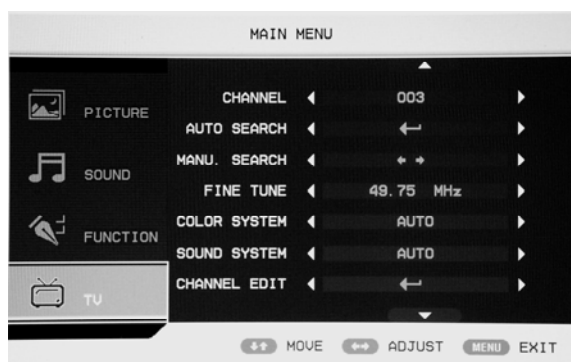 MAIN MENU
PICTURE
SOUND
FUNCTION
TV
CHANNEL 003
AUTO SEARCH
MANU. SEARCH
FINE TUNE 49.75 MHz
COLOR SYSTEM AUTO
SOUND SYSTEM AUTO
CHANNEL EDIT
MOVE ADJUST MENU EXIT